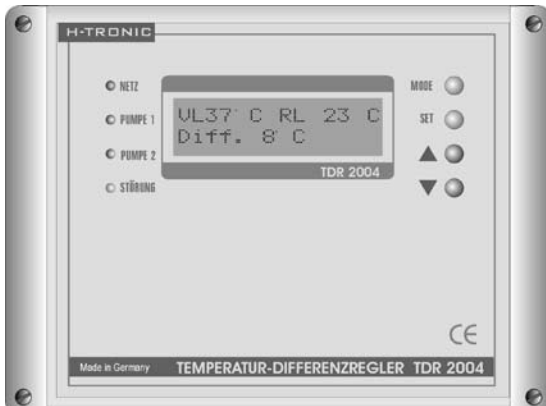 H-TRONIC
NETZ
PUMPE 1
PUMPE 2
STÖRUNG
VL37° C RL 23 C
Diff. 8° C
TDR 2004
MODE
SET
CE
Made in Germany
TEMPERATUR-DIFFERENZREGLER TDR 2004